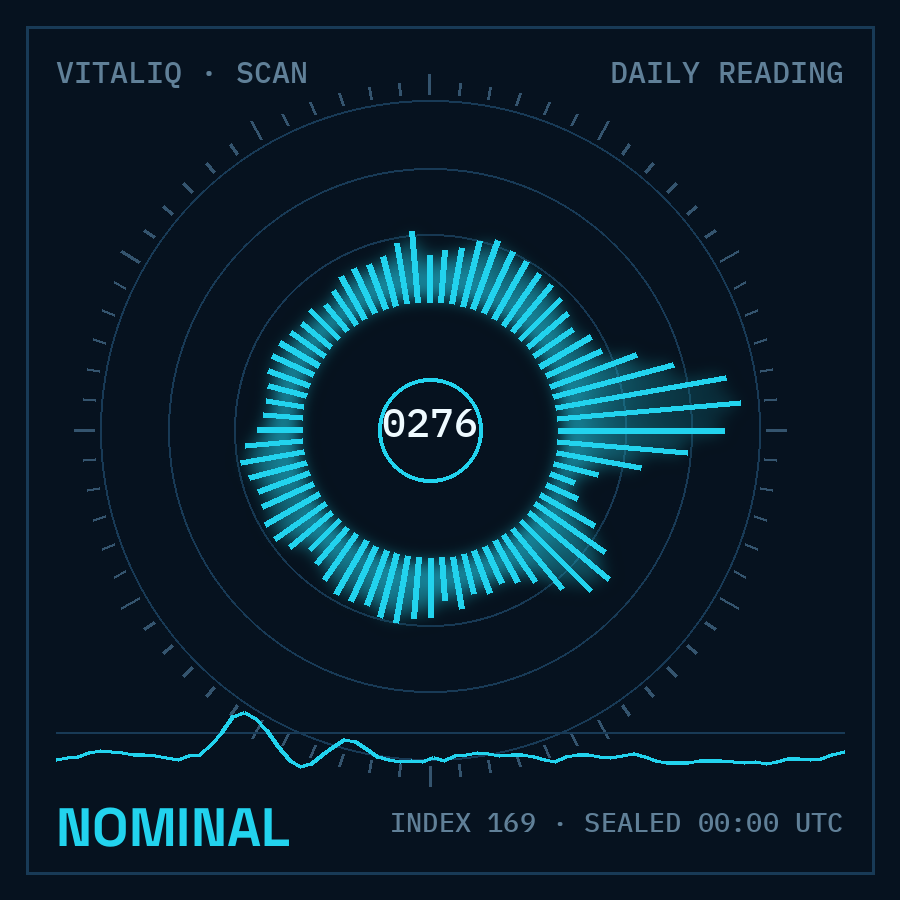 VITALIQ · SCAN
DAILY READING
0276
NOMINAL
INDEX 169 · SEALED 00:00 UTC